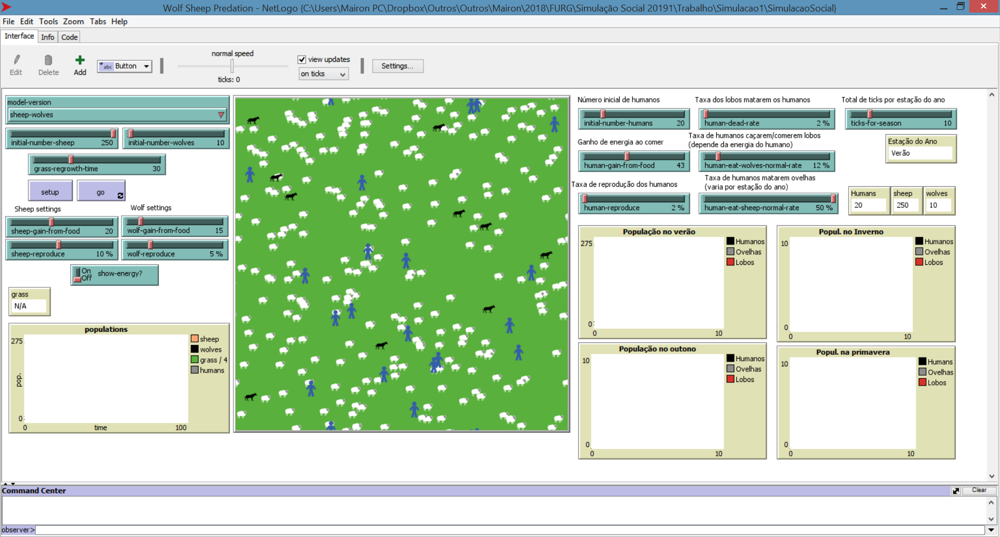 Wolf Sheep Predation - NetLogo {C:\Users\Mairon PC\Dropbox\Outros\Outros\Mairon\2018\FURG\Simulação Social 20191\Trabalho\Simulacao1\SimulacaoSocial}
File Edit Tools Zoom Tabs Help
Interface Info Code
Edit Delete Add
abc Button
normal speed
ticks: 0
view updates
on ticks
Settings...
model-version
sheep-wolves
initial-number-sheep 250
initial-number-wolves 10
grass-regrowth-time 30
setup
go
Sheep settings
Wolf settings
sheep-gain-from-food 20
wolf-gain-from-food 15
sheep-reproduce 10 %
wolf-reproduce 5 %
On
Off
show-energy?
grass
N/A
populations
275
0
pop.
0 time 100
sheep
wolves
grass / 4
humans
Número inicial de humanos
initial-number-humans 20
Taxa dos lobos matarem os humanos
human-dead-rate 2 %
Total de ticks por estação do ano
ticks-for-season 10
Ganho de energia ao comer
human-gain-from-food 43
Taxa de humanos caçarem/comerem lobos
(depende da energia do humano)
human-eat-wolves-normal-rate 12 %
Estação do Ano
Verão
Taxa de reprodução dos humanos
human-reproduce 2 %
Taxa de humanos matarem ovelhas
(varia por estação do ano)
human-eat-sheep-normal-rate 50 %
Humans
20
sheep
250
wolves
10
População no verão
275
0
0 10
Humanos
Ovelhas
Lobos
Popul. no Inverno
10
0
0 10
Humanos
Ovelhas
Lobos
População no outono
10
0
0 10
Humanos
Ovelhas
Lobos
Popul. na primavera
10
0
0 10
Humans
Ovelhas
Lobos
Command Center
Clear
observer>